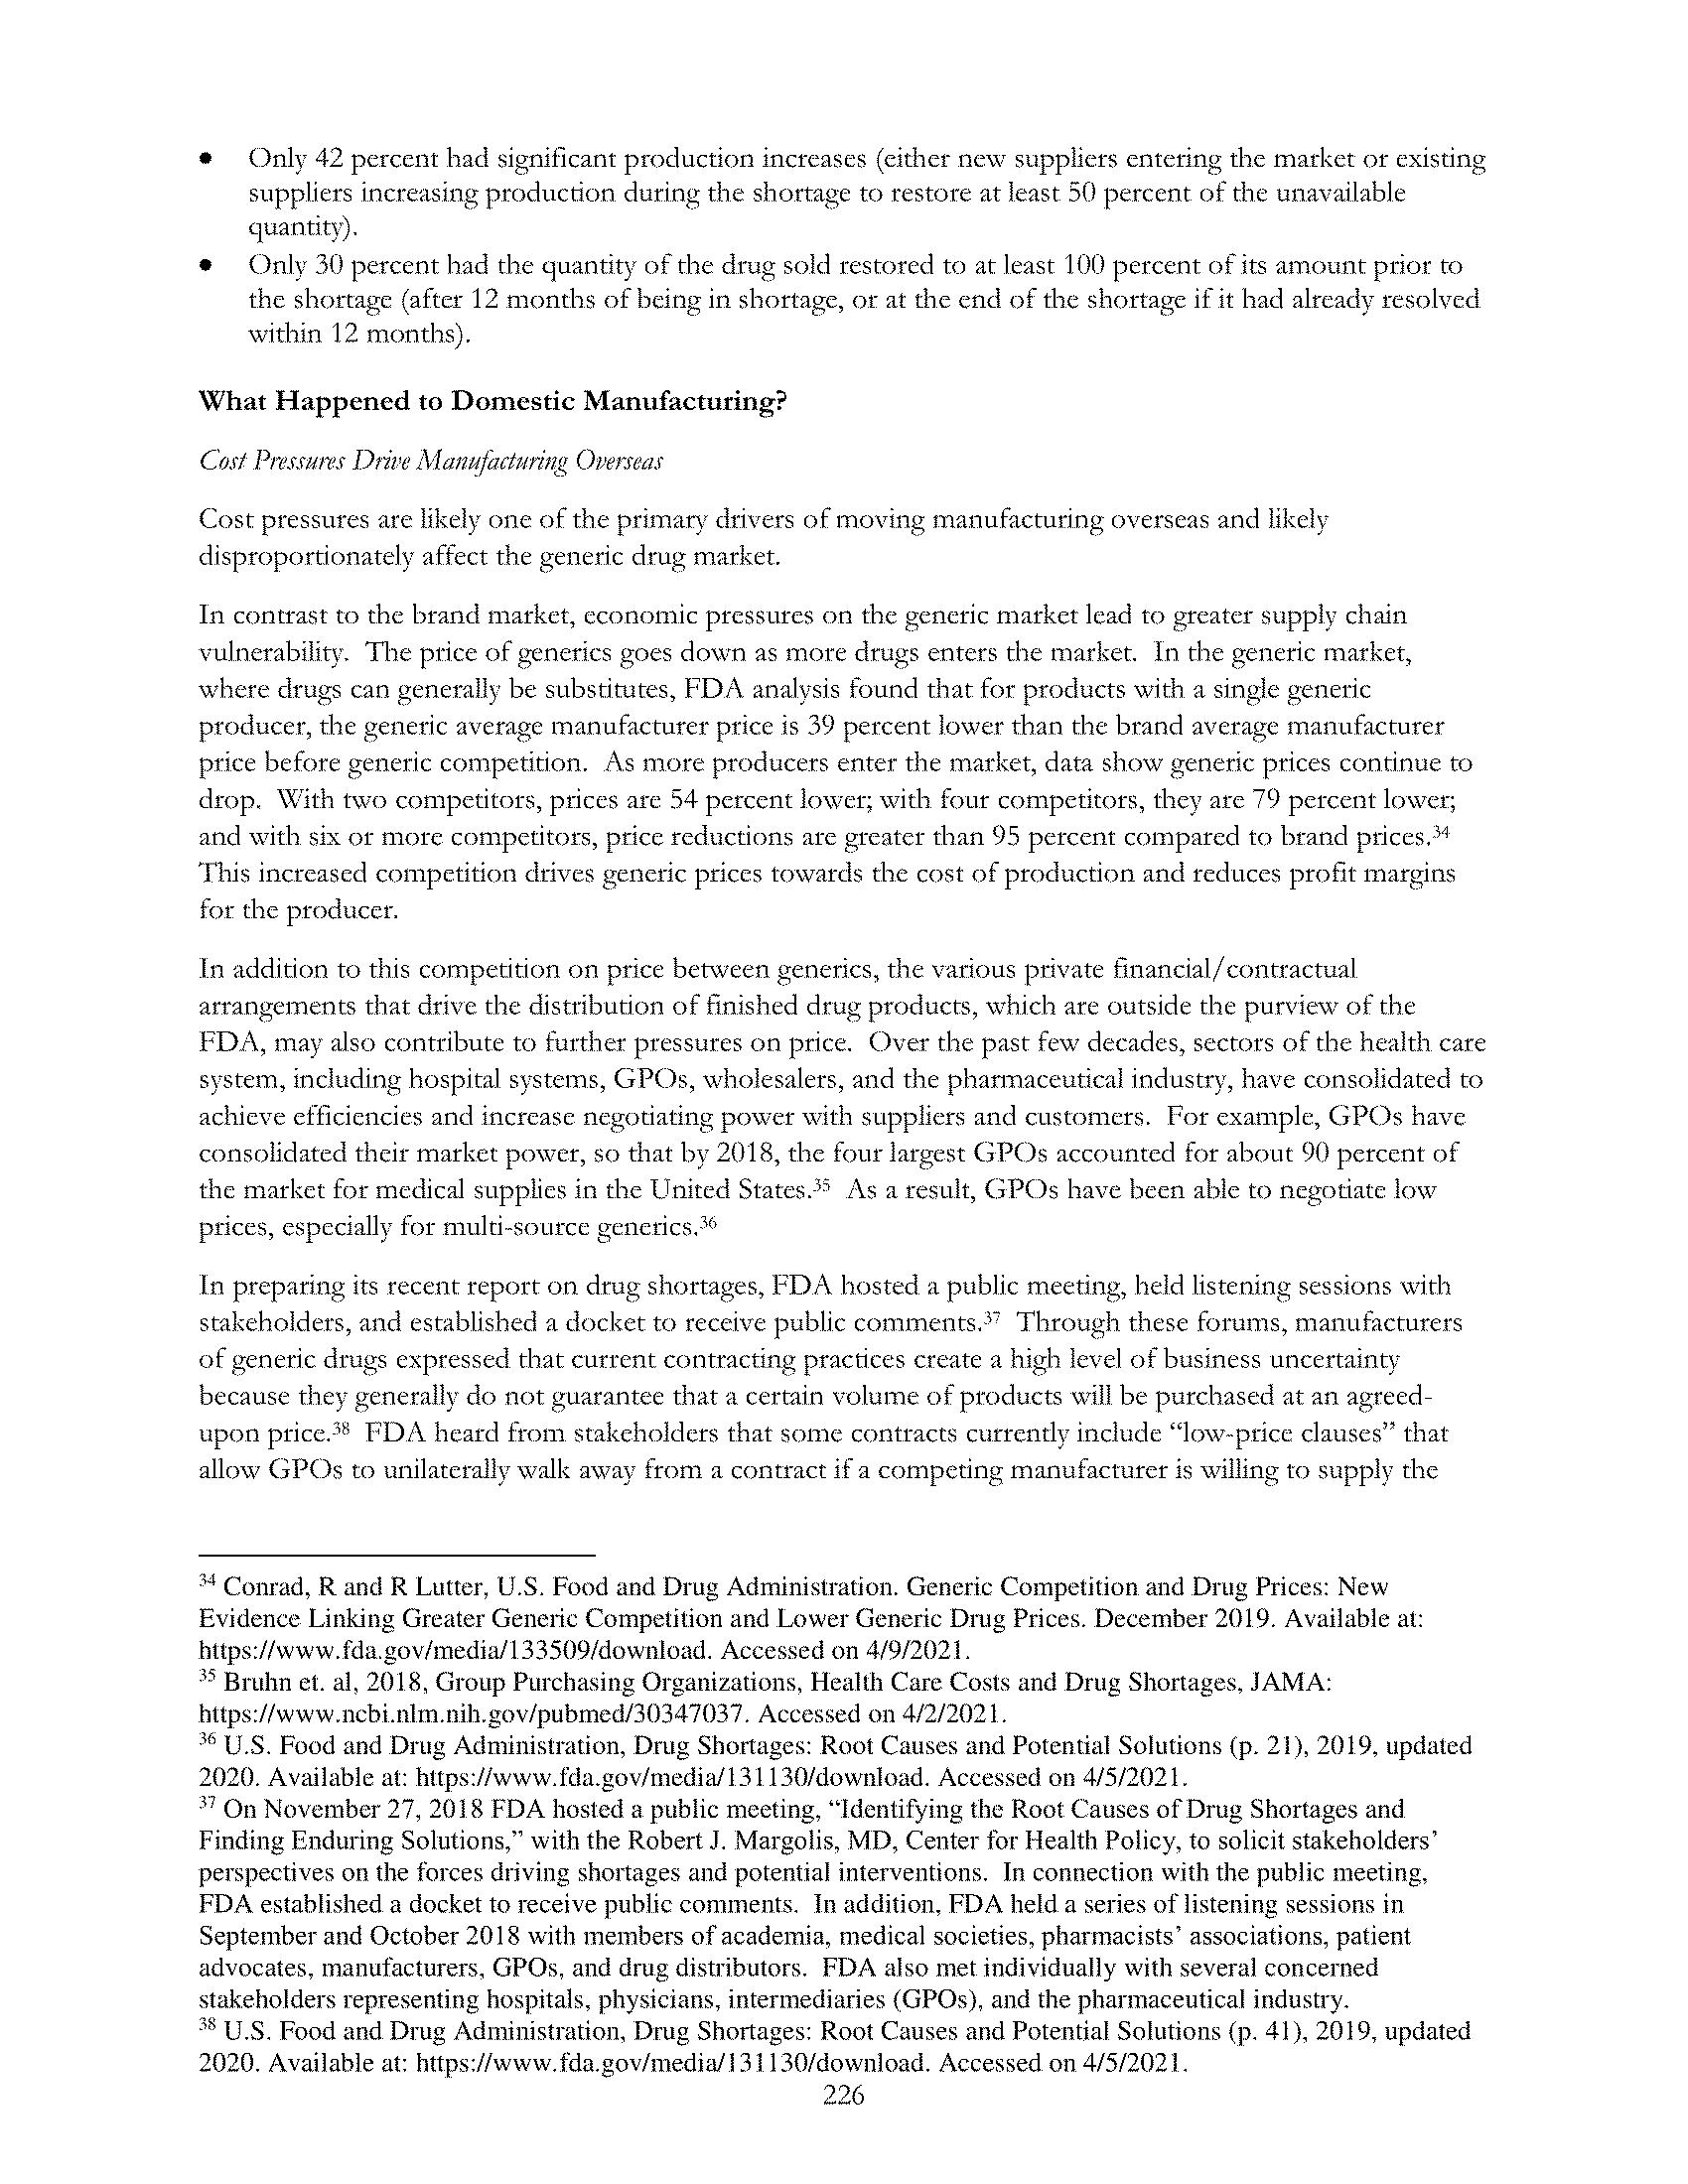 • Only 42 percent had significant production increases (either new suppliers entering the market or existing
suppliers increasing production during the shortage to restore at least 50 percent of the unavailable
quantity).
• Only 30 percent had the quantity of the drug sold restored to at least 100 percent of its amount prior to
the shortage (after 12 months of being in shortage, or at the end of the shortage if it had already resolved
within 12 months).
What Happened to Domestic Manufacturing?
Cost Pressures Drive Manufacturing Overseas
Cost pressures are likely one of the primary drivers of moving manufacturing overseas and likely
disproportionately affect the generic drug market.
In contrast to the brand market, economic pressures on the generic market lead to greater supply chain
vulnerability. The price of generics goes down as more drugs enters the market. In the generic market,
where drugs can generally be substitutes, FDA analysis found that for products with a single generic
producer, the generic average manufacturer price is 39 percent lower than the brand average manufacturer
price before generic competition. As more producers enter the market, data show generic prices continue to
drop. With two competitors, prices are 54 percent lower; with four competitors, they are 79 percent lower;
and with six or more competitors, price reductions are greater than 95 percent compared to brand prices.³⁴
This increased competition drives generic prices towards the cost of production and reduces profit margins
for the producer.
In addition to this competition on price between generics, the various private financial/contractual
arrangements that drive the distribution of finished drug products, which are outside the purview of the
FDA, may also contribute to further pressures on price. Over the past few decades, sectors of the health care
system, including hospital systems, GPOs, wholesalers, and the pharmaceutical industry, have consolidated to
achieve efficiencies and increase negotiating power with suppliers and customers. For example, GPOs have
consolidated their market power, so that by 2018, the four largest GPOs accounted for about 90 percent of
the market for medical supplies in the United States.³⁵ As a result, GPOs have been able to negotiate low
prices, especially for multi-source generics.³⁶
In preparing its recent report on drug shortages, FDA hosted a public meeting, held listening sessions with
stakeholders, and established a docket to receive public comments.³⁷ Through these forums, manufacturers
of generic drugs expressed that current contracting practices create a high level of business uncertainty
because they generally do not guarantee that a certain volume of products will be purchased at an agreed-
upon price.³⁸ FDA heard from stakeholders that some contracts currently include “low-price clauses” that
allow GPOs to unilaterally walk away from a contract if a competing manufacturer is willing to supply the
³⁴ Conrad, R and R Lutter, U.S. Food and Drug Administration. Generic Competition and Drug Prices: New
Evidence Linking Greater Generic Competition and Lower Generic Drug Prices. December 2019. Available at:
https://www.fda.gov/media/133509/download. Accessed on 4/9/2021.
³⁵ Bruhn et. al, 2018, Group Purchasing Organizations, Health Care Costs and Drug Shortages, JAMA:
https://www.ncbi.nlm.nih.gov/pubmed/30347037. Accessed on 4/2/2021.
³⁶ U.S. Food and Drug Administration, Drug Shortages: Root Causes and Potential Solutions (p. 21), 2019, updated
2020. Available at: https://www.fda.gov/media/131130/download. Accessed on 4/5/2021.
³⁷ On November 27, 2018 FDA hosted a public meeting, “Identifying the Root Causes of Drug Shortages and
Finding Enduring Solutions,” with the Robert J. Margolis, MD, Center for Health Policy, to solicit stakeholders’
perspectives on the forces driving shortages and potential interventions. In connection with the public meeting,
FDA established a docket to receive public comments. In addition, FDA held a series of listening sessions in
September and October 2018 with members of academia, medical societies, pharmacists’ associations, patient
advocates, manufacturers, GPOs, and drug distributors. FDA also met individually with several concerned
stakeholders representing hospitals, physicians, intermediaries (GPOs), and the pharmaceutical industry.
³⁸ U.S. Food and Drug Administration, Drug Shortages: Root Causes and Potential Solutions (p. 41), 2019, updated
2020. Available at: https://www.fda.gov/media/131130/download. Accessed on 4/5/2021.
226